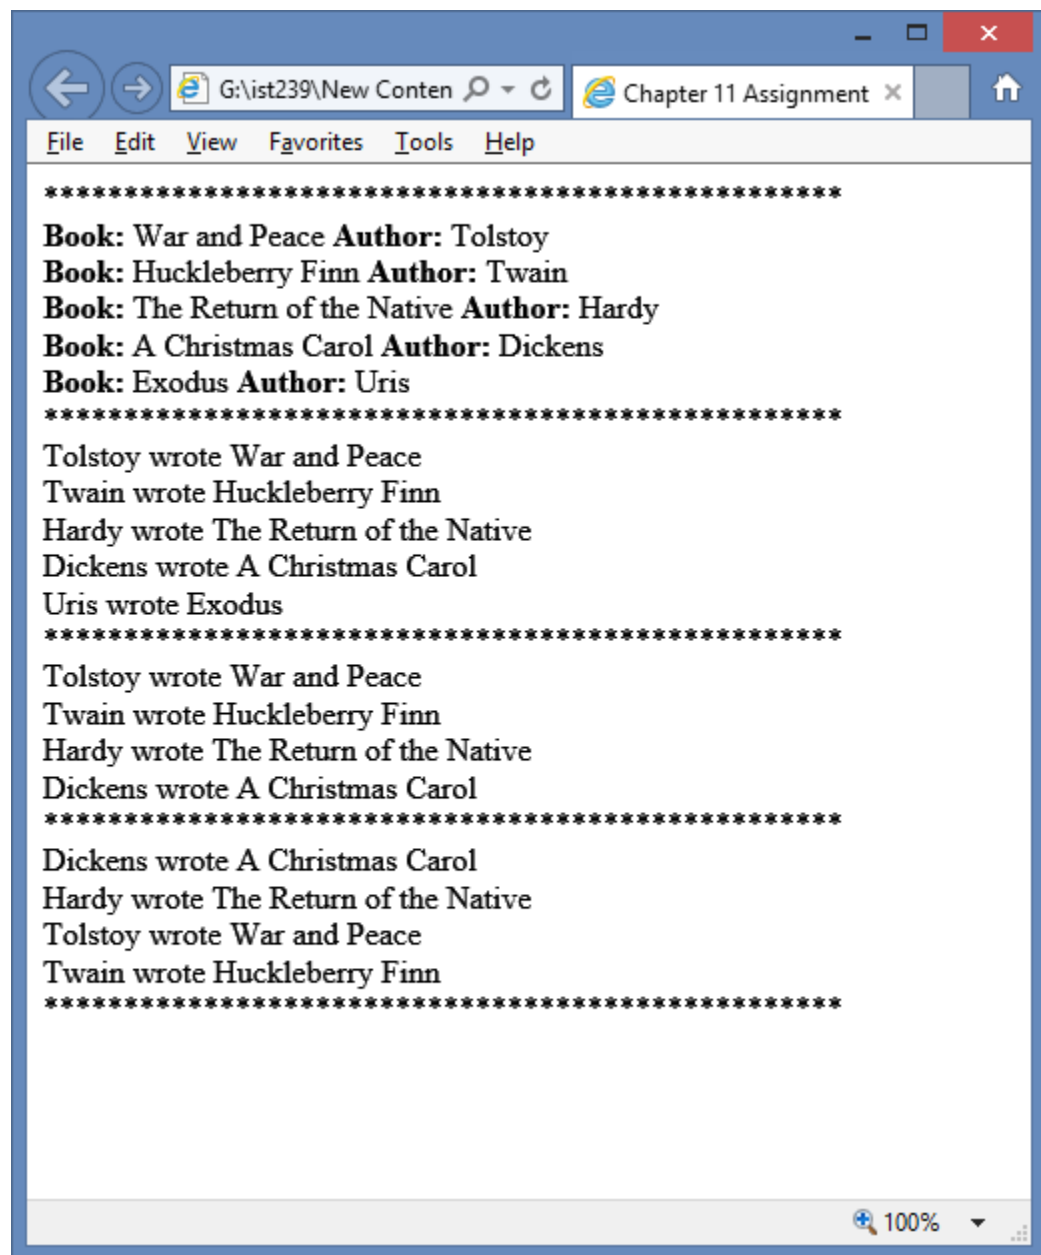 G:\ist239\New Conten
Chapter 11 Assignment
File Edit View Favorites Tools Help
**************************************************
Book: War and Peace Author: Tolstoy
Book: Huckleberry Finn Author: Twain
Book: The Return of the Native Author: Hardy
Book: A Christmas Carol Author: Dickens
Book: Exodus Author: Uris
**************************************************
Tolstoy wrote War and Peace
Twain wrote Huckleberry Finn
Hardy wrote The Return of the Native
Dickens wrote A Christmas Carol
Uris wrote Exodus
**************************************************
Tolstoy wrote War and Peace
Twain wrote Huckleberry Finn
Hardy wrote The Return of the Native
Dickens wrote A Christmas Carol
**************************************************
Dickens wrote A Christmas Carol
Hardy wrote The Return of the Native
Tolstoy wrote War and Peace
Twain wrote Huckleberry Finn
**************************************************
100%